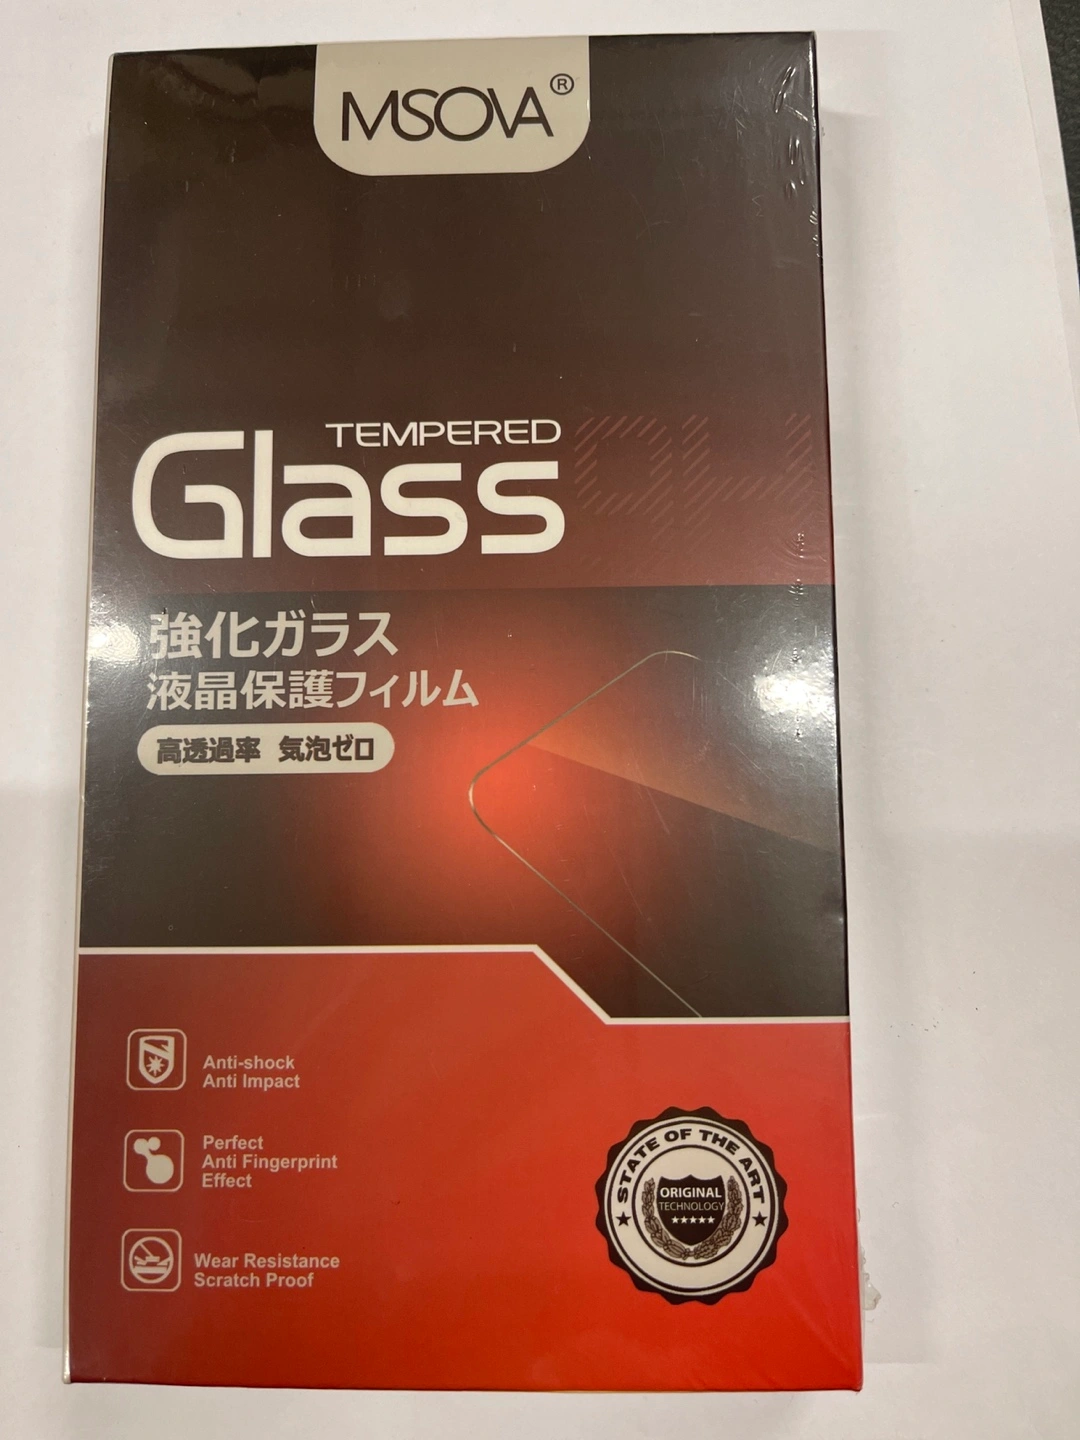 MSOVA®
TEMPERED
Glass
9H
強化ガラス
液晶保護フィルム
高透過率 気泡ゼロ
Anti-shock
Anti Impact
Perfect
Anti Fingerprint
Effect
Wear Resistance
Scratch Proof
STATE OF THE ART
ORIGINAL
TECHNOLOGY